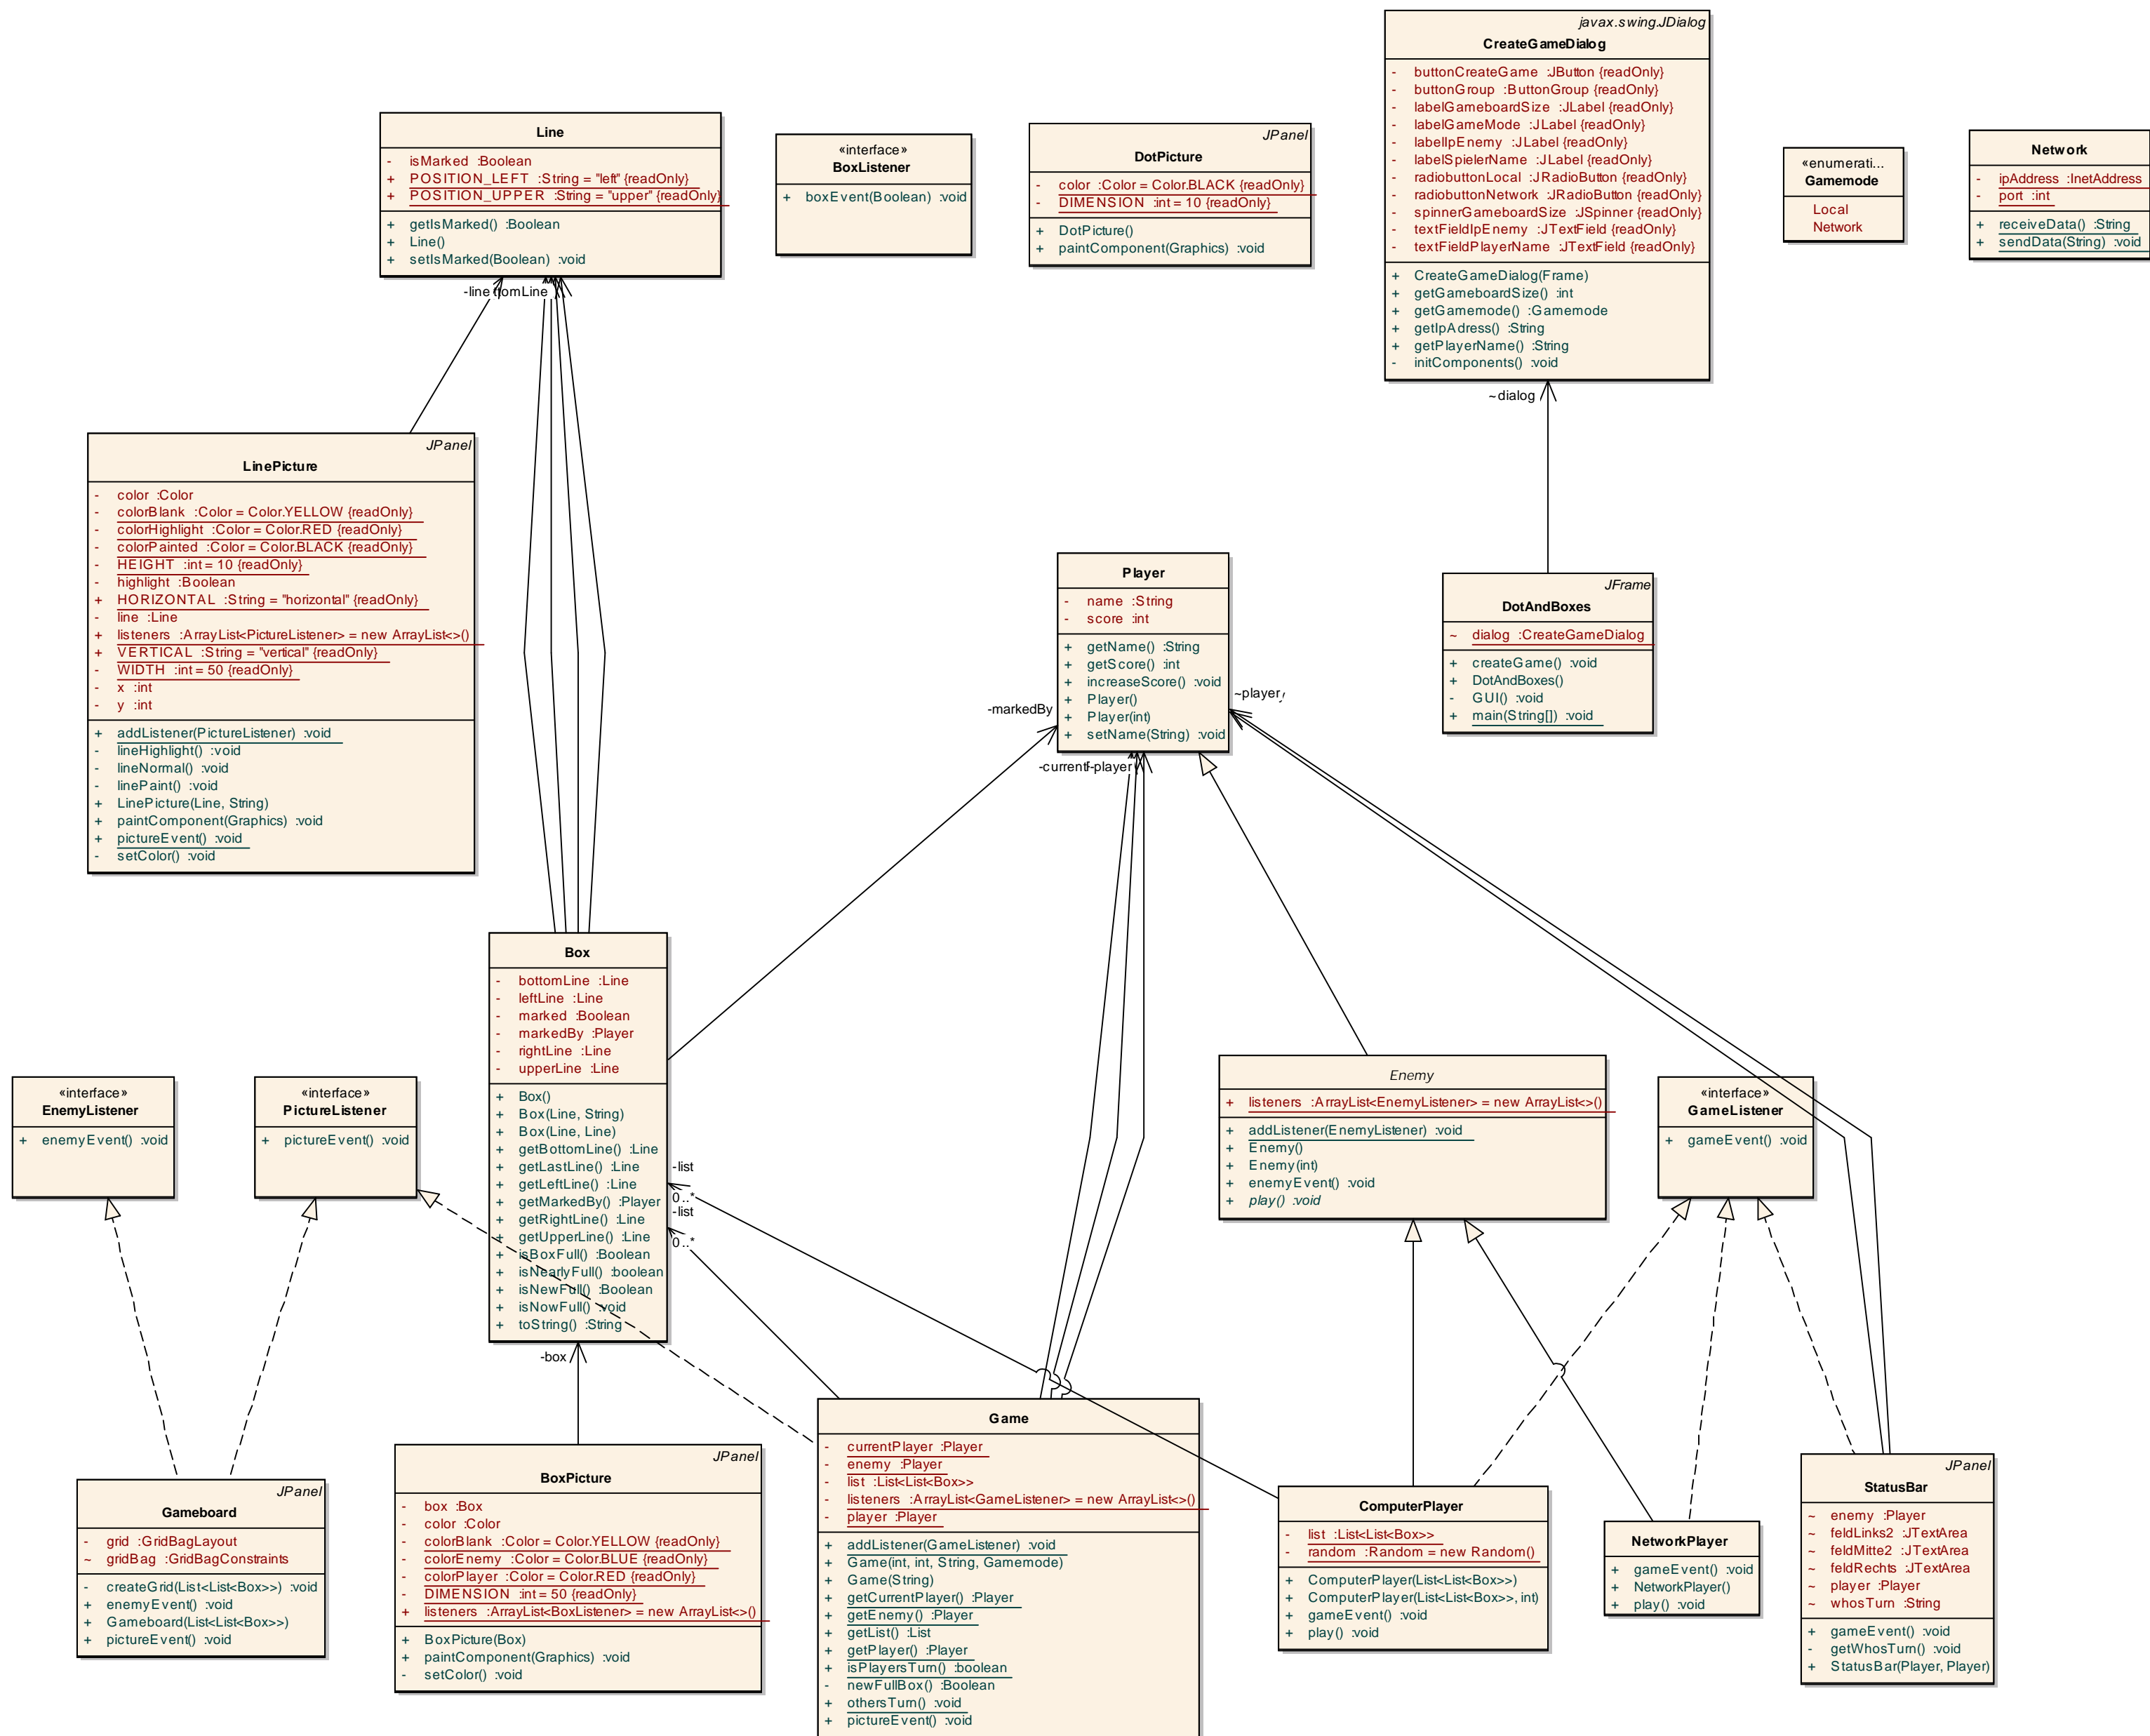 javax.swing.JDialog
CreateGameDialog
- buttonCreateGame :JButton {readOnly}
- buttonGroup :ButtonGroup {readOnly}
- labelGameboardSize :JLabel {readOnly}
- labelGameMode :JLabel {readOnly}
- labelIpEnemy :JLabel {readOnly}
- labelSpielerName :JLabel {readOnly}
- radiobuttonLocal :JRadioButton {readOnly}
- radiobuttonNetwork :JRadioButton {readOnly}
- spinnerGameboardSize :JSpinner {readOnly}
- textFieldIpEnemy :JTextField {readOnly}
- textFieldPlayerName :JTextField {readOnly}
+ CreateGameDialog(Frame)
+ getGameboardSize() :int
+ getGamemode() :Gamemode
+ getIpAdress() :String
+ getPlayerName() :String
- initComponents() :void
Line
- isMarked :Boolean
+ POSITION_LEFT :String = "left" {readOnly}
+ POSITION_UPPER :String = "upper" {readOnly}
+ getIsMarked() :Boolean
+ Line()
+ setIsMarked(Boolean) :void
«interface»
BoxListener
+ boxEvent(Boolean) :void
JPanel
DotPicture
- color :Color = Color.BLACK {readOnly}
- DIMENSION :int = 10 {readOnly}
+ DotPicture()
+ paintComponent(Graphics) :void
«enumerati...
Gamemode
Local
Network
Network
- ipAddress :InetAddress
- port :int
+ receiveData() :String
+ sendData(String) :void
-line
omLine
~dialog
JPanel
LinePicture
- color :Color
- colorBlank :Color = Color.YELLOW {readOnly}
- colorHighlight :Color = Color.RED {readOnly}
- colorPainted :Color = Color.BLACK {readOnly}
- HEIGHT :int = 10 {readOnly}
- highlight :Boolean
+ HORIZONTAL :String = "horizontal" {readOnly}
- line :Line
+ listeners :ArrayList<PictureListener> = new ArrayList<>()
+ VERTICAL :String = "vertical" {readOnly}
- WIDTH :int = 50 {readOnly}
- x :int
- y :int
+ addListener(PictureListener) :void
- lineHighlight() :void
- lineNormal() :void
- linePaint() :void
+ LinePicture(Line, String)
+ paintComponent(Graphics) :void
+ pictureEvent() :void
- setColor() :void
Player
- name :String
- score :int
+ getName() :String
+ getScore() :int
+ increaseScore() :void
+ Player()
+ Player(int)
+ setName(String) :void
JFrame
DotAndBoxes
~ dialog :CreateGameDialog
+ createGame() :void
+ DotAndBoxes()
- GUI() :void
+ main(String[]) :void
-markedBy
~player
-current
-player
Box
- bottomLine :Line
- leftLine :Line
- marked :Boolean
- markedBy :Player
- rightLine :Line
- upperLine :Line
+ Box()
+ Box(Line, String)
+ Box(Line, Line)
+ getBottomLine() :Line
+ getLastLine() :Line
+ getLeftLine() :Line
+ getMarkedBy() :Player
+ getRightLine() :Line
+ getUpperLine() :Line
+ isBoxFull() :Boolean
+ isNearlyFull() :boolean
+ isNewFull() :Boolean
+ isNowFull() :void
+ toString() :String
-list
0..*
-list
0..*
-box
«interface»
EnemyListener
+ enemyEvent() :void
«interface»
PictureListener
+ pictureEvent() :void
Enemy
+ listeners :ArrayList<EnemyListener> = new ArrayList<>()
+ addListener(EnemyListener) :void
+ Enemy()
+ Enemy(int)
+ enemyEvent() :void
+ play() :void
«interface»
GameListener
+ gameEvent() :void
JPanel
Gameboard
- grid :GridBagLayout
~ gridBag :GridBagConstraints
- createGrid(List<List<Box>>) :void
+ enemyEvent() :void
+ Gameboard(List<List<Box>>)
+ pictureEvent() :void
JPanel
BoxPicture
- box :Box
- color :Color
- colorBlank :Color = Color.YELLOW {readOnly}
- colorEnemy :Color = Color.BLUE {readOnly}
- colorPlayer :Color = Color.RED {readOnly}
- DIMENSION :int = 50 {readOnly}
+ listeners :ArrayList<BoxListener> = new ArrayList<>()
+ BoxPicture(Box)
+ paintComponent(Graphics) :void
- setColor() :void
Game
- currentPlayer :Player
- enemy :Player
- list :List<List<Box>>
- listeners :ArrayList<GameListener> = new ArrayList<>()
- player :Player
+ addListener(GameListener) :void
+ Game(int, int, String, Gamemode)
+ Game(String)
+ getCurrentPlayer() :Player
+ getEnemy() :Player
+ getList() :List
+ getPlayer() :Player
+ isPlayersTurn() :boolean
- newFullBox() :Boolean
+ othersTurn() :void
+ pictureEvent() :void
ComputerPlayer
- list :List<List<Box>>
- random :Random = new Random()
+ ComputerPlayer(List<List<Box>>)
+ ComputerPlayer(List<List<Box>>, int)
+ gameEvent() :void
+ play() :void
NetworkPlayer
+ gameEvent() :void
+ NetworkPlayer()
+ play() :void
JPanel
StatusBar
~ enemy :Player
~ feldLinks2 :JTextArea
~ feldMitte2 :JTextArea
~ feldRechts :JTextArea
~ player :Player
~ whosTurn :String
+ gameEvent() :void
- getWhosTurn() :void
+ StatusBar(Player, Player)